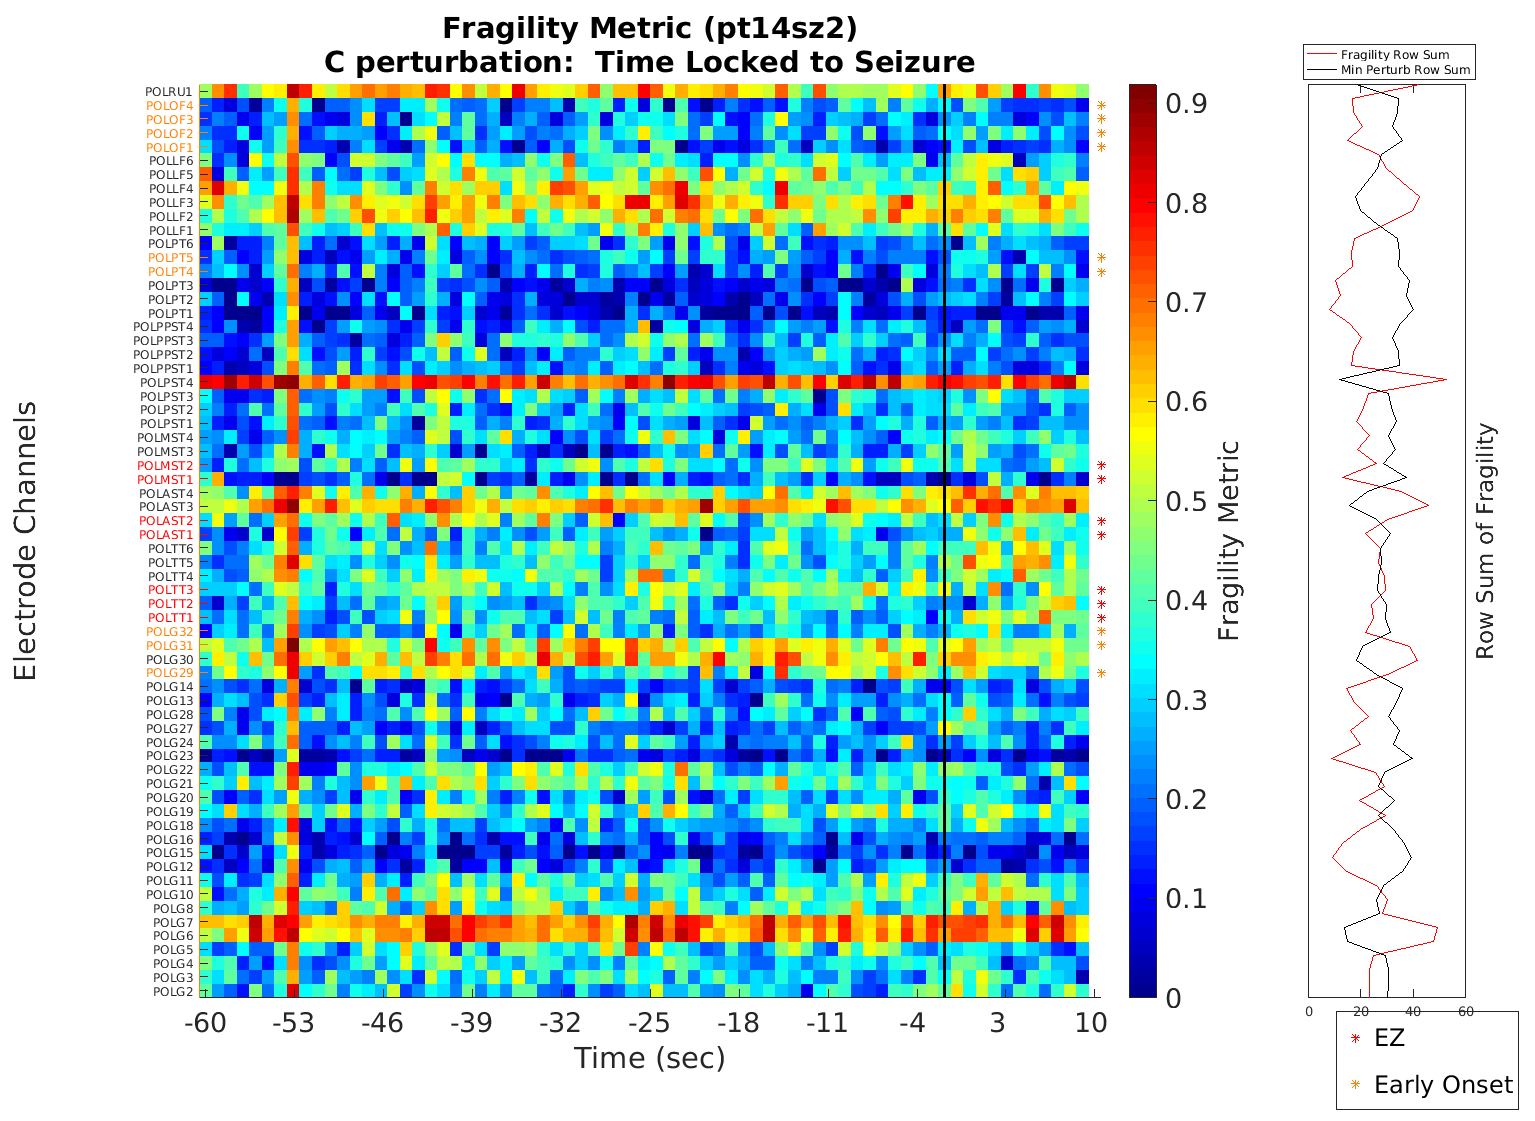 Fragility Metric (pt14sz2)
C perturbation:  Time Locked to Seizure
Electrode Channels
POLRU1
POLOF4
POLOF3
POLOF2
POLOF1
POLLF6
POLLF5
POLLF4
POLLF3
POLLF2
POLLF1
POLPT6
POLPT5
POLPT4
POLPT3
POLPT2
POLPT1
POLPPST4
POLPPST3
POLPPST2
POLPPST1
POLPST4
POLPST3
POLPST2
POLPST1
POLMST4
POLMST3
POLMST2
POLMST1
POLAST4
POLAST3
POLAST2
POLAST1
POLTT6
POLTT5
POLTT4
POLTT3
POLTT2
POLTT1
POLG32
POLG31
POLG30
POLG29
POLG14
POLG13
POLG28
POLG27
POLG24
POLG23
POLG22
POLG21
POLG20
POLG19
POLG18
POLG16
POLG15
POLG12
POLG11
POLG10
POLG8
POLG7
POLG6
POLG5
POLG4
POLG3
POLG2
-60 -53 -46 -39 -32 -25 -18 -11 -4 3 10
Time (sec)
0.9
0.8
0.7
0.6
0.5
0.4
0.3
0.2
0.1
0
Fragility Metric
Fragility Row Sum
Min Perturb Row Sum
0 20 40 60
Row Sum of Fragility
EZ
Early Onset